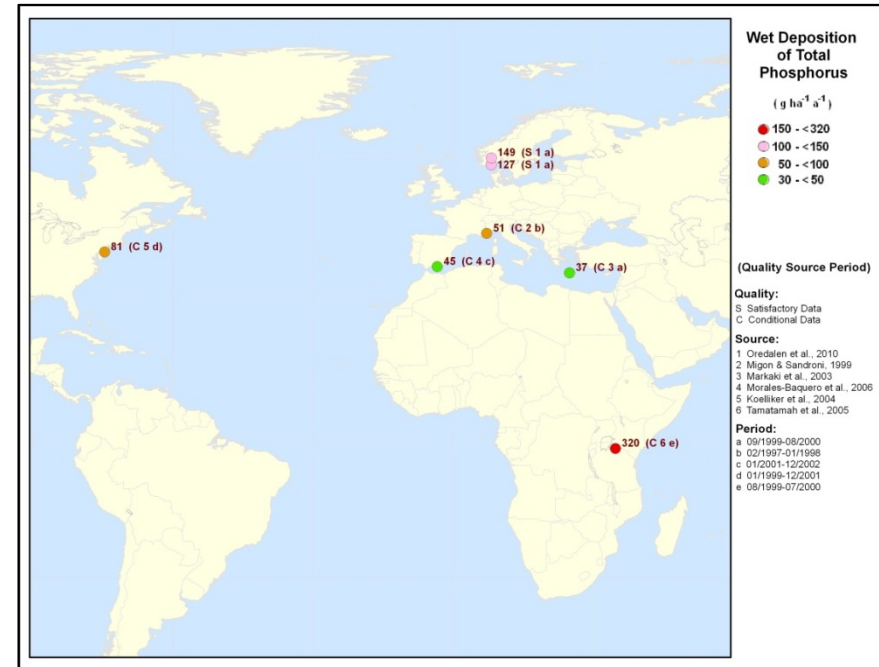 Wet Deposition
of Total
Phosphorus
( g ha⁻¹ a⁻¹ )
150 - <320
100 - <150
50 - <100
30 - <50
149 (S 1 a)
127 (S 1 a)
51 (C 2 b)
81 (C 5 d)
45 (C 4 c)
37 (C 3 a)
320 (C 6 e)
(Quality Source Period)
Quality:
S Satisfactory Data
C Conditional Data
Source:
1 Oredalen et al., 2010
2 Migon & Sandroni, 1999
3 Markaki et al., 2003
4 Morales-Baquero et al., 2006
5 Koelliker et al., 2004
6 Tamatamah et al., 2005
Period:
a 09/1999-08/2000
b 02/1997-01/1998
c 01/2001-12/2002
d 01/1999-12/2001
e 08/1999-07/2000